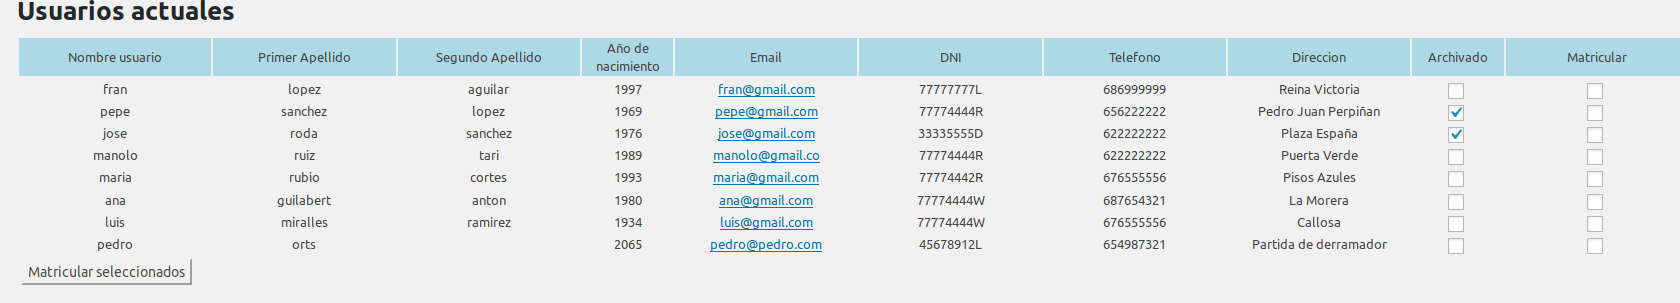 Usuarios actuales
Nombre usuario Primer Apellido Segundo Apellido Año de nacimiento Email DNI Telefono Direccion Archivado Matricular
fran lopez aguilar 1997 fran@gmail.com 77777777L 686999999 Reina Victoria
pepe sanchez lopez 1969 pepe@gmail.com 77774444R 656222222 Pedro Juan Perpiñan
jose roda sanchez 1976 jose@gmail.com 33335555D 622222222 Plaza España
manolo ruiz tari 1989 manolo@gmail.co 77774444R 622222222 Puerta Verde
maria rubio cortes 1993 maria@gmail.com 77774442R 676555556 Pisos Azules
ana guilabert anton 1980 ana@gmail.com 77774444W 687654321 La Morera
luis miralles ramirez 1934 luis@gmail.com 77774444W 676555556 Callosa
pedro orts 2065 pedro@pedro.com 45678912L 654987321 Partida de derramador
Matricular seleccionados